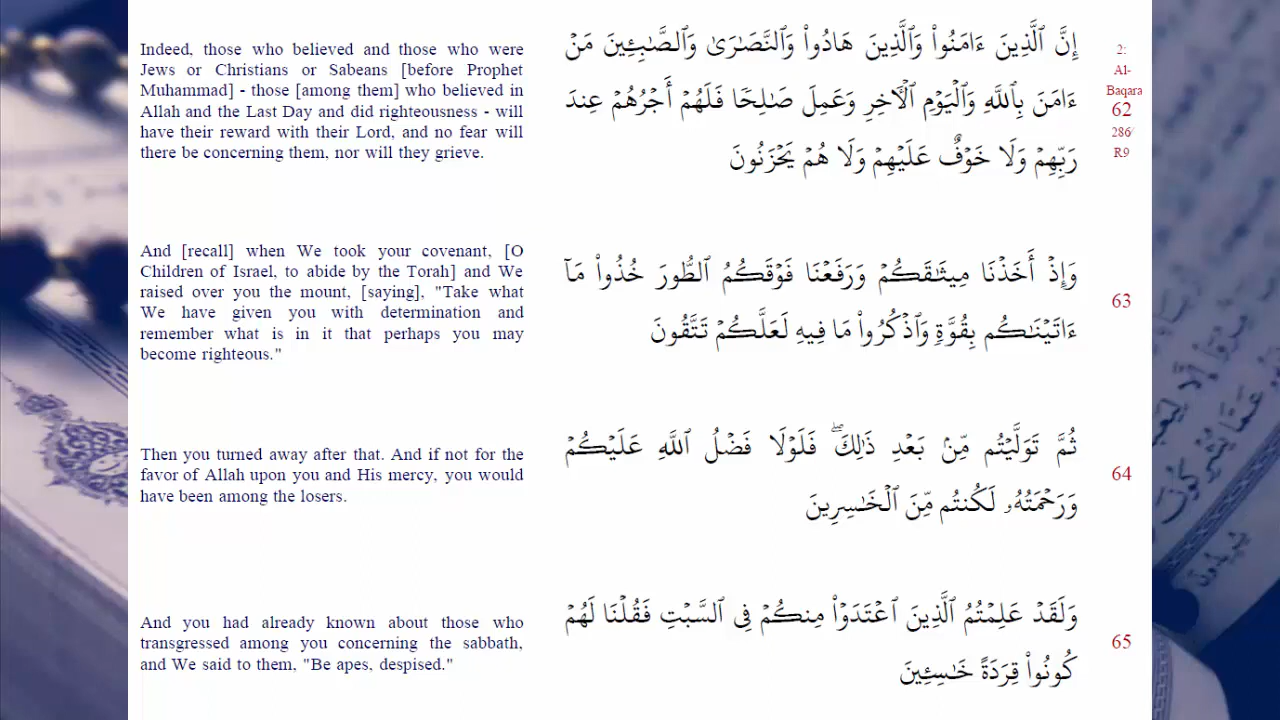 Indeed, those who believed and those who were
Jews or Christians or Sabeans [before Prophet
Muhammad] - those [among them] who believed in
Allah and the Last Day and did righteousness - will
have their reward with their Lord, and no fear will
there be concerning them, nor will they grieve.
إِنَّ ٱلَّذِينَ ءَامَنُوا۟ وَٱلَّذِينَ هَادُوا۟ وَٱلنَّصَـٰرَىٰ وَٱلصَّـٰبِـِٔينَ مَنْ
ءَامَنَ بِٱللَّهِ وَٱلْيَوْمِ ٱلْـَٔاخِرِ وَعَمِلَ صَـٰلِحًا فَلَهُمْ أَجْرُهُمْ عِندَ
رَبِّهِمْ وَلَا خَوْفٌ عَلَيْهِمْ وَلَا هُمْ يَحْزَنُونَ
2:
Al-
Baqara
62
286/
R9
And [recall] when We took your covenant, [O
Children of Israel, to abide by the Torah] and We
raised over you the mount, [saying], "Take what
We have given you with determination and
remember what is in it that perhaps you may
become righteous."
وَإِذْ أَخَذْنَا مِيثَـٰقَكُمْ وَرَفَعْنَا فَوْقَكُمُ ٱلطُّورَ خُذُوا۟ مَآ
ءَاتَيْنَـٰكُم بِقُوَّةٍ وَٱذْكُرُوا۟ مَا فِيهِ لَعَلَّكُمْ تَتَّقُونَ
63
Then you turned away after that. And if not for the
favor of Allah upon you and His mercy, you would
have been among the losers.
ثُمَّ تَوَلَّيْتُم مِّنۢ بَعْدِ ذَٰلِكَ ۖ فَلَوْلَا فَضْلُ ٱللَّهِ عَلَيْكُمْ
وَرَحْمَتُهُۥ لَكُنتُم مِّنَ ٱلْخَـٰسِرِينَ
64
And you had already known about those who
transgressed among you concerning the sabbath,
and We said to them, "Be apes, despised."
وَلَقَدْ عَلِمْتُمُ ٱلَّذِينَ ٱعْتَدَوْا۟ مِنكُمْ فِى ٱلسَّبْتِ فَقُلْنَا لَهُمْ
كُونُوا۟ قِرَدَةً خَـٰسِـِٔينَ
65